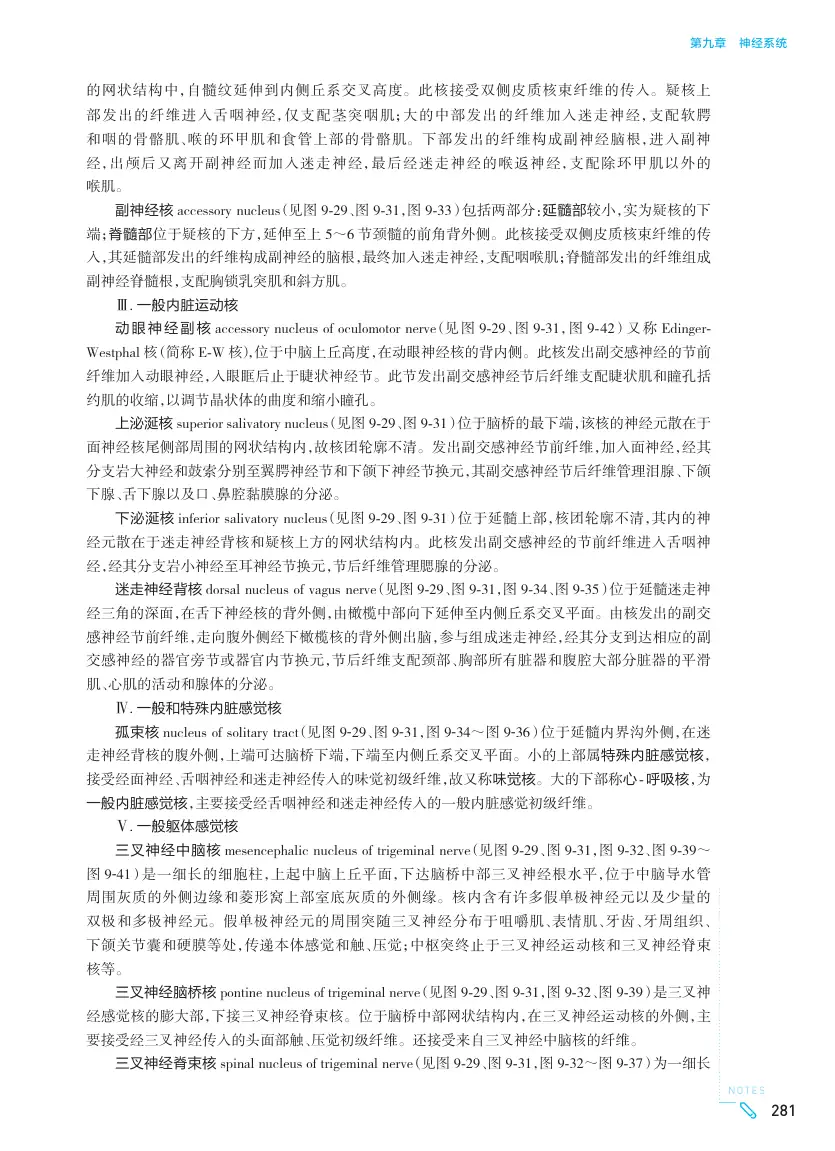 第九章　神经系统
的网状结构中,自髓纹延伸到内侧丘系交叉高度。此核接受双侧皮质核束纤维的传入。疑核上
部发出的纤维进入舌咽神经,仅支配茎突咽肌;大的中部发出的纤维加入迷走神经,支配软腭
和咽的骨骼肌、喉的环甲肌和食管上部的骨骼肌。下部发出的纤维构成副神经脑根,进入副神
经,出颅后又离开副神经而加入迷走神经,最后经迷走神经的喉返神经,支配除环甲肌以外的
喉肌。
副神经核 accessory nucleus(见图 9-29、图 9-31,图 9-33)包括两部分:延髓部较小,实为疑核的下
端;脊髓部位于疑核的下方,延伸至上 5～6 节颈髓的前角背外侧。此核接受双侧皮质核束纤维的传
入,其延髓部发出的纤维构成副神经的脑根,最终加入迷走神经,支配咽喉肌;脊髓部发出的纤维组成
副神经脊髓根,支配胸锁乳突肌和斜方肌。
Ⅲ. 一般内脏运动核
动眼神经副核 accessory nucleus of oculomotor nerve(见图 9-29、图 9-31,图 9-42)又称 Edinger-
Westphal 核(简称 E-W 核),位于中脑上丘高度,在动眼神经核的背内侧。此核发出副交感神经的节前
纤维加入动眼神经,入眼眶后止于睫状神经节。此节发出副交感神经节后纤维支配睫状肌和瞳孔括
约肌的收缩,以调节晶状体的曲度和缩小瞳孔。
上泌涎核 superior salivatory nucleus(见图 9-29、图 9-31)位于脑桥的最下端,该核的神经元散在于
面神经核尾侧部周围的网状结构内,故核团轮廓不清。发出副交感神经节前纤维,加入面神经,经其
分支岩大神经和鼓索分别至翼腭神经节和下颌下神经节换元,其副交感神经节后纤维管理泪腺、下颌
下腺、舌下腺以及口、鼻腔黏膜腺的分泌。
下泌涎核 inferior salivatory nucleus(见图 9-29、图 9-31)位于延髓上部,核团轮廓不清,其内的神
经元散在于迷走神经背核和疑核上方的网状结构内。此核发出副交感神经的节前纤维进入舌咽神
经,经其分支岩小神经至耳神经节换元,节后纤维管理腮腺的分泌。
迷走神经背核 dorsal nucleus of vagus nerve(见图 9-29、图 9-31,图 9-34、图 9-35)位于延髓迷走神
经三角的深面,在舌下神经核的背外侧,由橄榄中部向下延伸至内侧丘系交叉平面。由核发出的副交
感神经节前纤维,走向腹外侧经下橄榄核的背外侧出脑,参与组成迷走神经,经其分支到达相应的副
交感神经的器官旁节或器官内节换元,节后纤维支配颈部、胸部所有脏器和腹腔大部分脏器的平滑
肌、心肌的活动和腺体的分泌。
Ⅳ. 一般和特殊内脏感觉核
孤束核 nucleus of solitary tract(见图 9-29、图 9-31,图 9-34～图 9-36)位于延髓内界沟外侧,在迷
走神经背核的腹外侧,上端可达脑桥下端,下端至内侧丘系交叉平面。小的上部属特殊内脏感觉核,
接受经面神经、舌咽神经和迷走神经传入的味觉初级纤维,故又称味觉核。大的下部称心-呼吸核,为
一般内脏感觉核,主要接受经舌咽神经和迷走神经传入的一般内脏感觉初级纤维。
Ⅴ. 一般躯体感觉核
三叉神经中脑核 mesencephalic nucleus of trigeminal nerve(见图 9-29、图 9-31,图 9-32、图 9-39～
图 9-41)是一细长的细胞柱,上起中脑上丘平面,下达脑桥中部三叉神经根水平,位于中脑导水管
周围灰质的外侧边缘和菱形窝上部室底灰质的外侧缘。核内含有许多假单极神经元以及少量的
双极和多极神经元。假单极神经元的周围突随三叉神经分布于咀嚼肌、表情肌、牙齿、牙周组织、
下颌关节囊和硬膜等处,传递本体感觉和触、压觉;中枢突终止于三叉神经运动核和三叉神经脊束
核等。
三叉神经脑桥核 pontine nucleus of trigeminal nerve(见图 9-29、图 9-31,图 9-32、图 9-39)是三叉神
经感觉核的膨大部,下接三叉神经脊束核。位于脑桥中部网状结构内,在三叉神经运动核的外侧,主
要接受经三叉神经传入的头面部触、压觉初级纤维。还接受来自三叉神经中脑核的纤维。
三叉神经脊束核 spinal nucleus of trigeminal nerve(见图 9-29、图 9-31,图 9-32～图 9-37)为一细长
NOTES
281